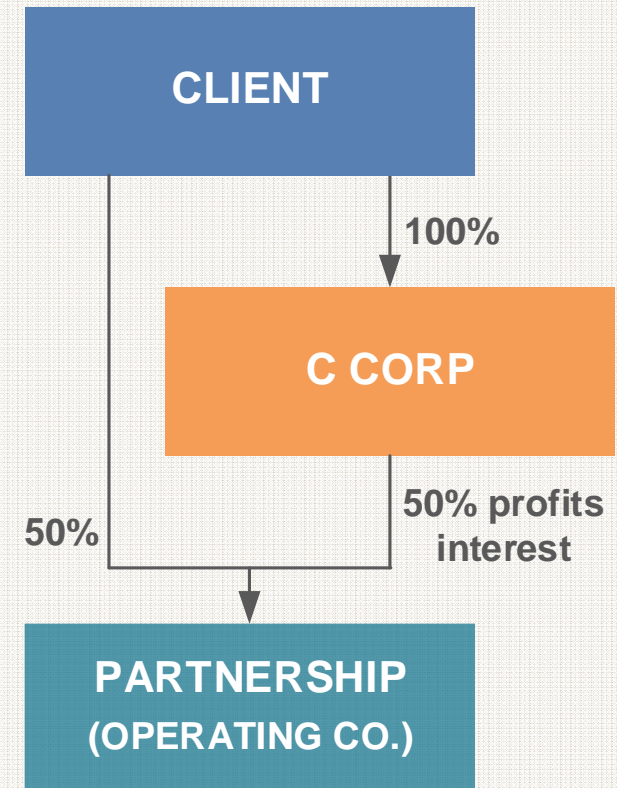 CLIENT
100%
C CORP
50%
50% profits
interest
PARTNERSHIP
(OPERATING CO.)